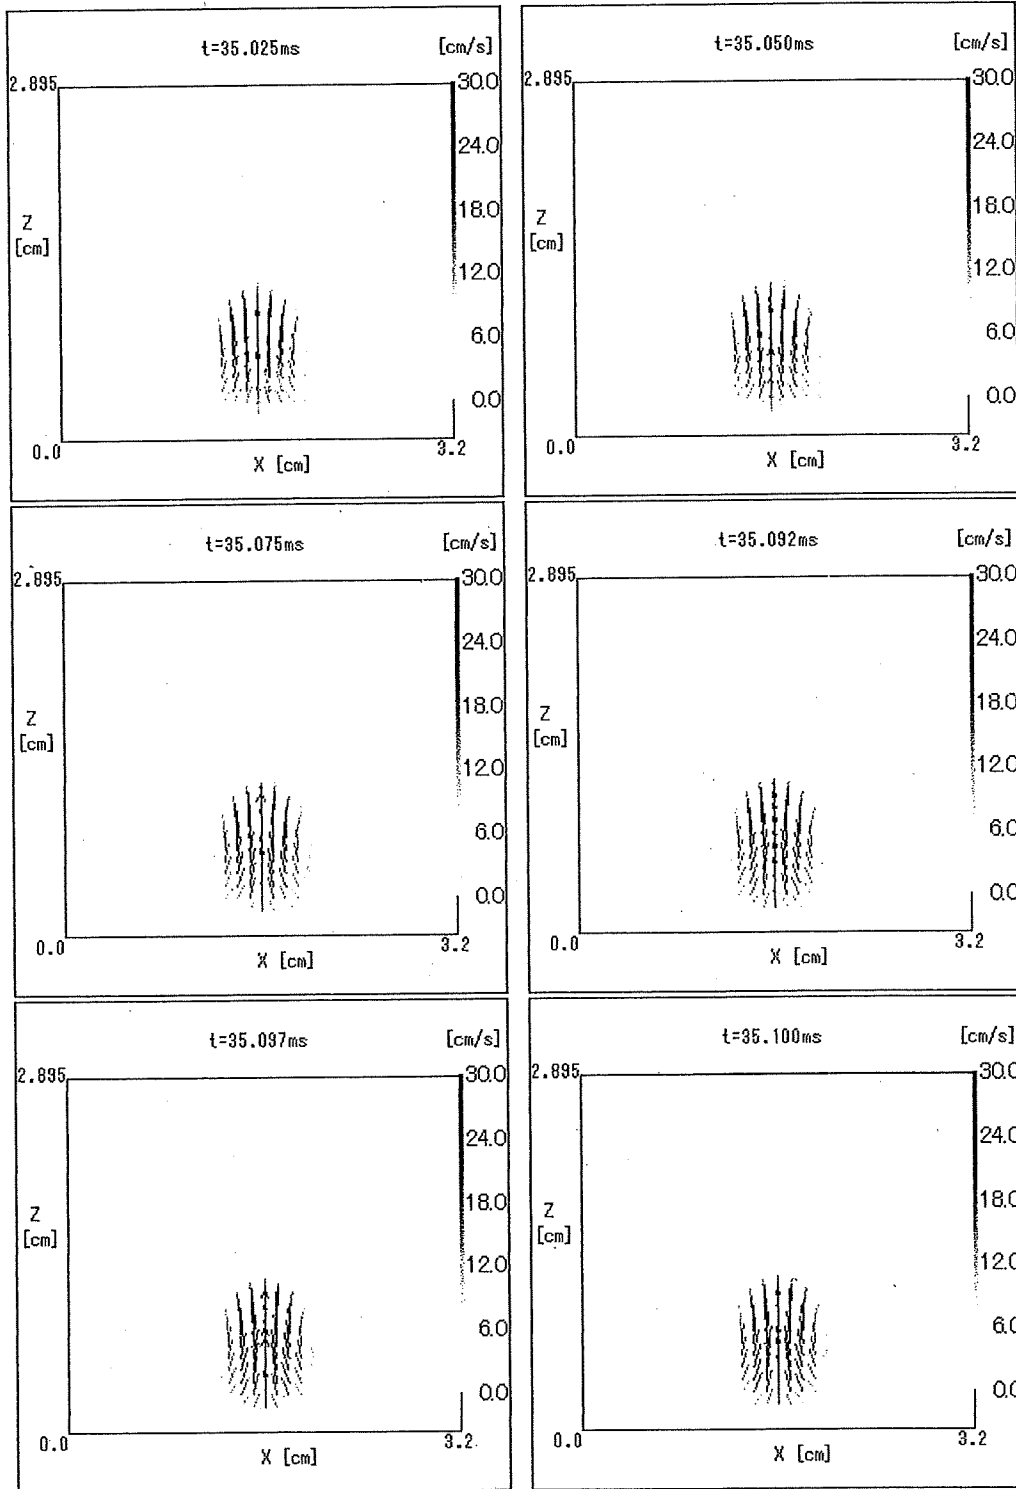 t=35.025ms [cm/s]
2.895 30.0
24.0
18.0
Z
[cm]
12.0
6.0
0.0
0.0 3.2
X [cm]
t=35.050ms [cm/s]
2.895 30.0
24.0
18.0
Z
[cm]
12.0
6.0
0.0
0.0 3.2
X [cm]
t=35.075ms [cm/s]
2.895 30.0
24.0
18.0
Z
[cm]
12.0
6.0
0.0
0.0 3.2
X [cm]
t=35.092ms [cm/s]
2.895 30.0
24.0
18.0
Z
[cm]
12.0
6.0
0.0
0.0 3.2
X [cm]
t=35.097ms [cm/s]
2.895 30.0
24.0
18.0
Z
[cm]
12.0
6.0
0.0
0.0 3.2
X [cm]
t=35.100ms [cm/s]
2.895 30.0
24.0
18.0
Z
[cm]
12.0
6.0
0.0
0.0 3.2
X [cm]